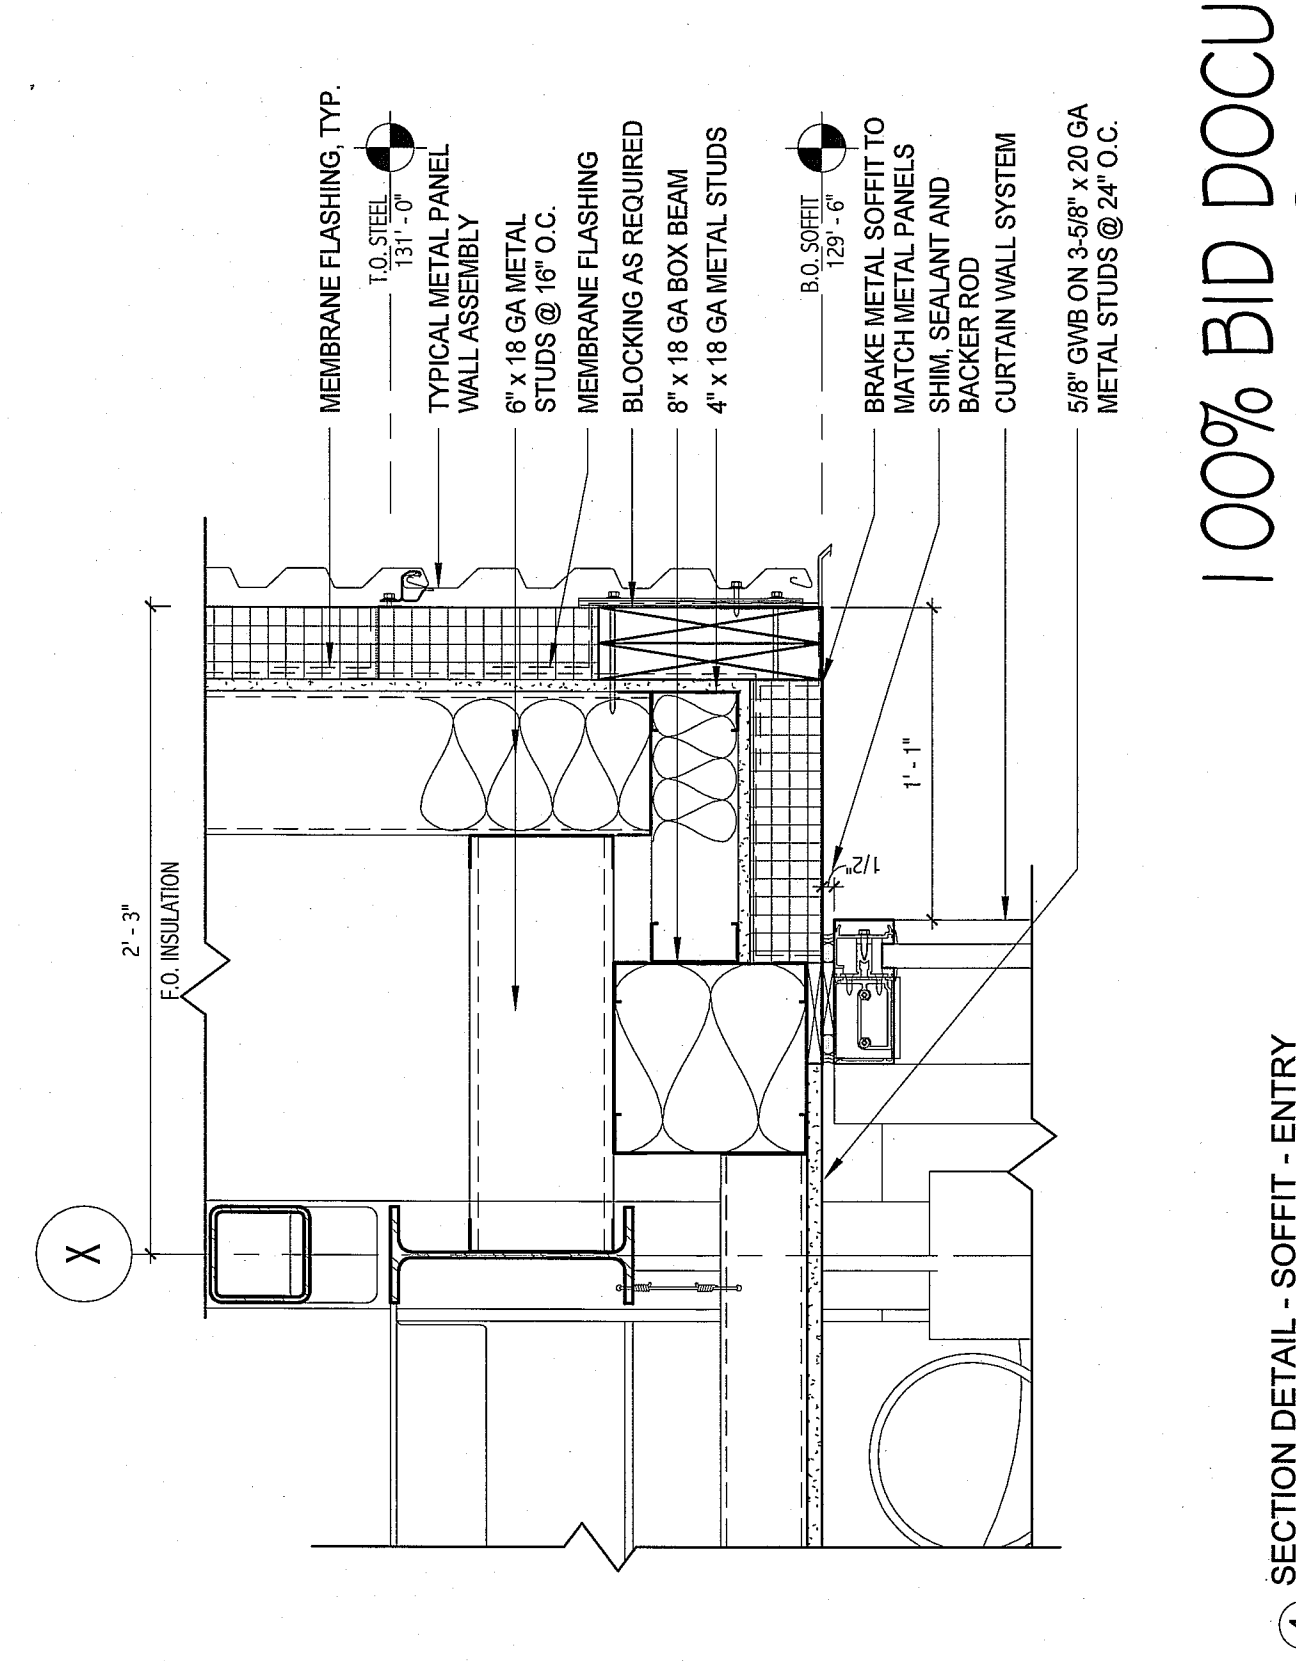 MEMBRANE FLASHING, TYP.
T.O. STEEL
131' - 0"
TYPICAL METAL PANEL
WALL ASSEMBLY
6" x 18 GA METAL
STUDS @ 16" O.C.
MEMBRANE FLASHING
BLOCKING AS REQUIRED
8" x 18 GA BOX BEAM
4" x 18 GA METAL STUDS
B.O. SOFFIT
129' - 6"
BRAKE METAL SOFFIT TO
MATCH METAL PANELS
SHIM, SEALANT AND
BACKER ROD
CURTAIN WALL SYSTEM
5/8" GWB ON 3-5/8" x 20 GA
METAL STUDS @ 24" O.C.
2' - 3"
F.O. INSULATION
X
1' - 1"
1/2"
SECTION DETAIL - SOFFIT - ENTRY
100% BID DOCU